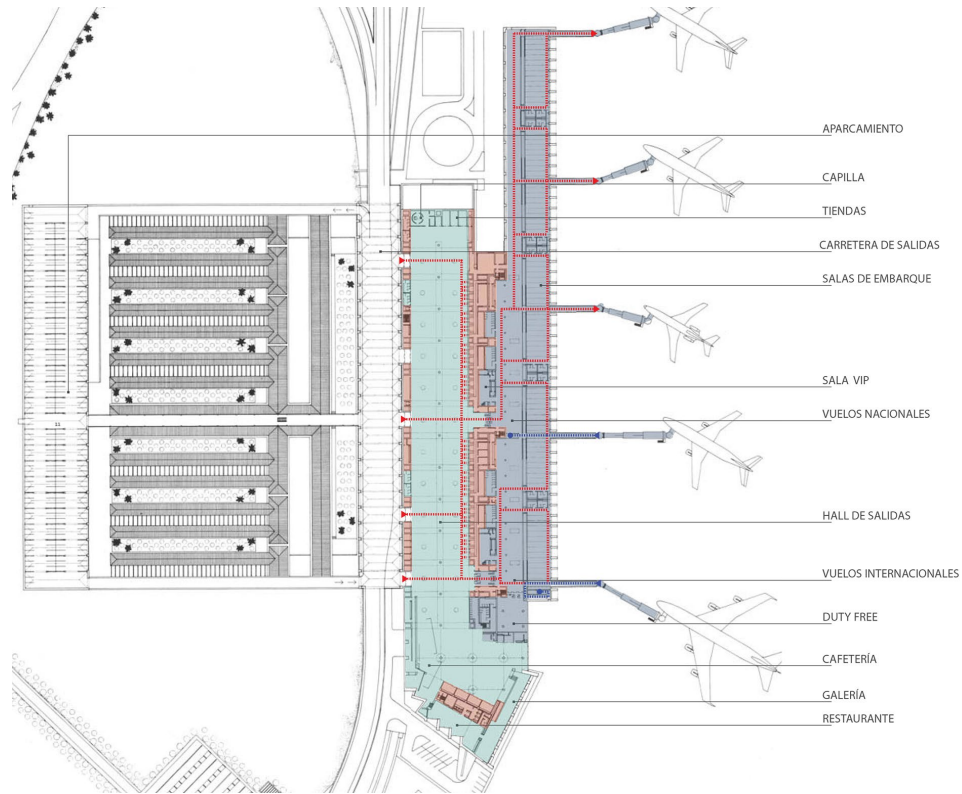 APARCAMIENTO
CAPILLA
TIENDAS
CARRETERA DE SALIDAS
SALAS DE EMBARQUE
SALA VIP
VUELOS NACIONALES
HALL DE SALIDAS
VUELOS INTERNACIONALES
DUTY FREE
CAFETERÍA
GALERÍA
RESTAURANTE